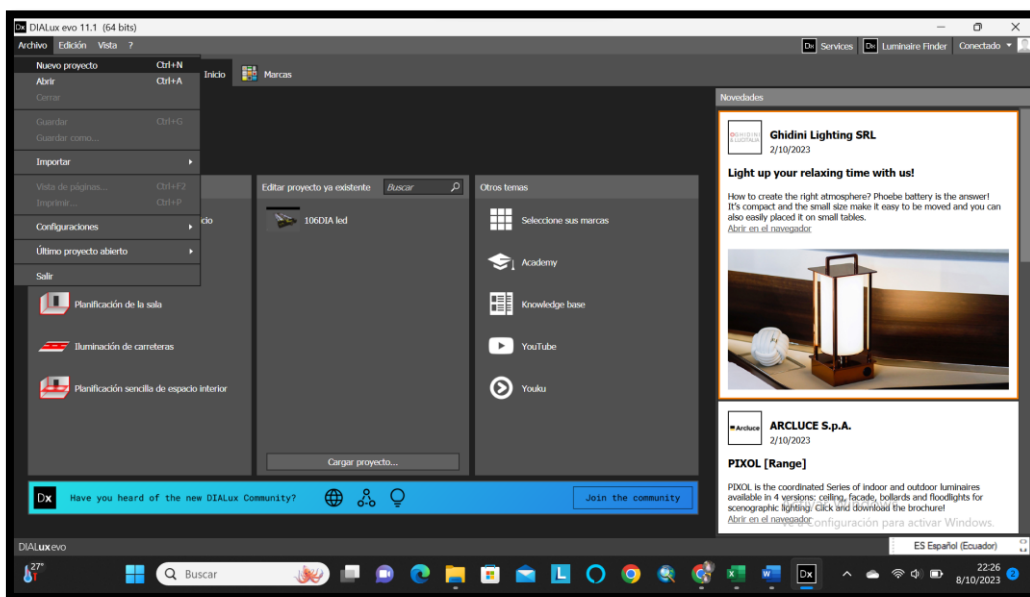 DIALux evo 11.1 (64 bits)
Archivo Edición Vista ?
Services Luminaire Finder Conectado
Nuevo proyecto Ctrl+N
Abrir Ctrl+A
Cerrar
Guardar Ctrl+G
Guardar como...
Importar
Vista de páginas... Ctrl+F2
Imprimir... Ctrl+P
Configuraciones
Último proyecto abierto
Salir
Inicio Marcas
cio
Planificación de la sala
Iluminación de carreteras
Planificación sencilla de espacio interior
Editar proyecto ya existente Buscar
106DIA led
Cargar proyecto...
Otros temas
Seleccione sus marcas
Academy
Knowledge base
YouTube
Youku
Dx Have you heard of the new DIALux Community? Join the community
Novedades
Ghidini Lighting SRL
2/10/2023
Light up your relaxing time with us!
How to create the right atmosphere? Phoebe battery is the answer!
It's compact and the small size make it easy to be moved and you can
also easily placed it on small tables.
Abrir en el navegador
Arcluce
ARCLUCE S.p.A.
2/10/2023
PIXOL [Range]
PIXOL is the coordinated Series of indoor and outdoor luminaires
available in 4 versions: ceiling, facade, bollards and floodlights for
scenographic lighting. Click and download the brochure!
Abrir en el navegador
Configuración para activar Windows.
DIALux evo
ES Español (Ecuador)
27°
Buscar
Dx
22:26
8/10/2023
2